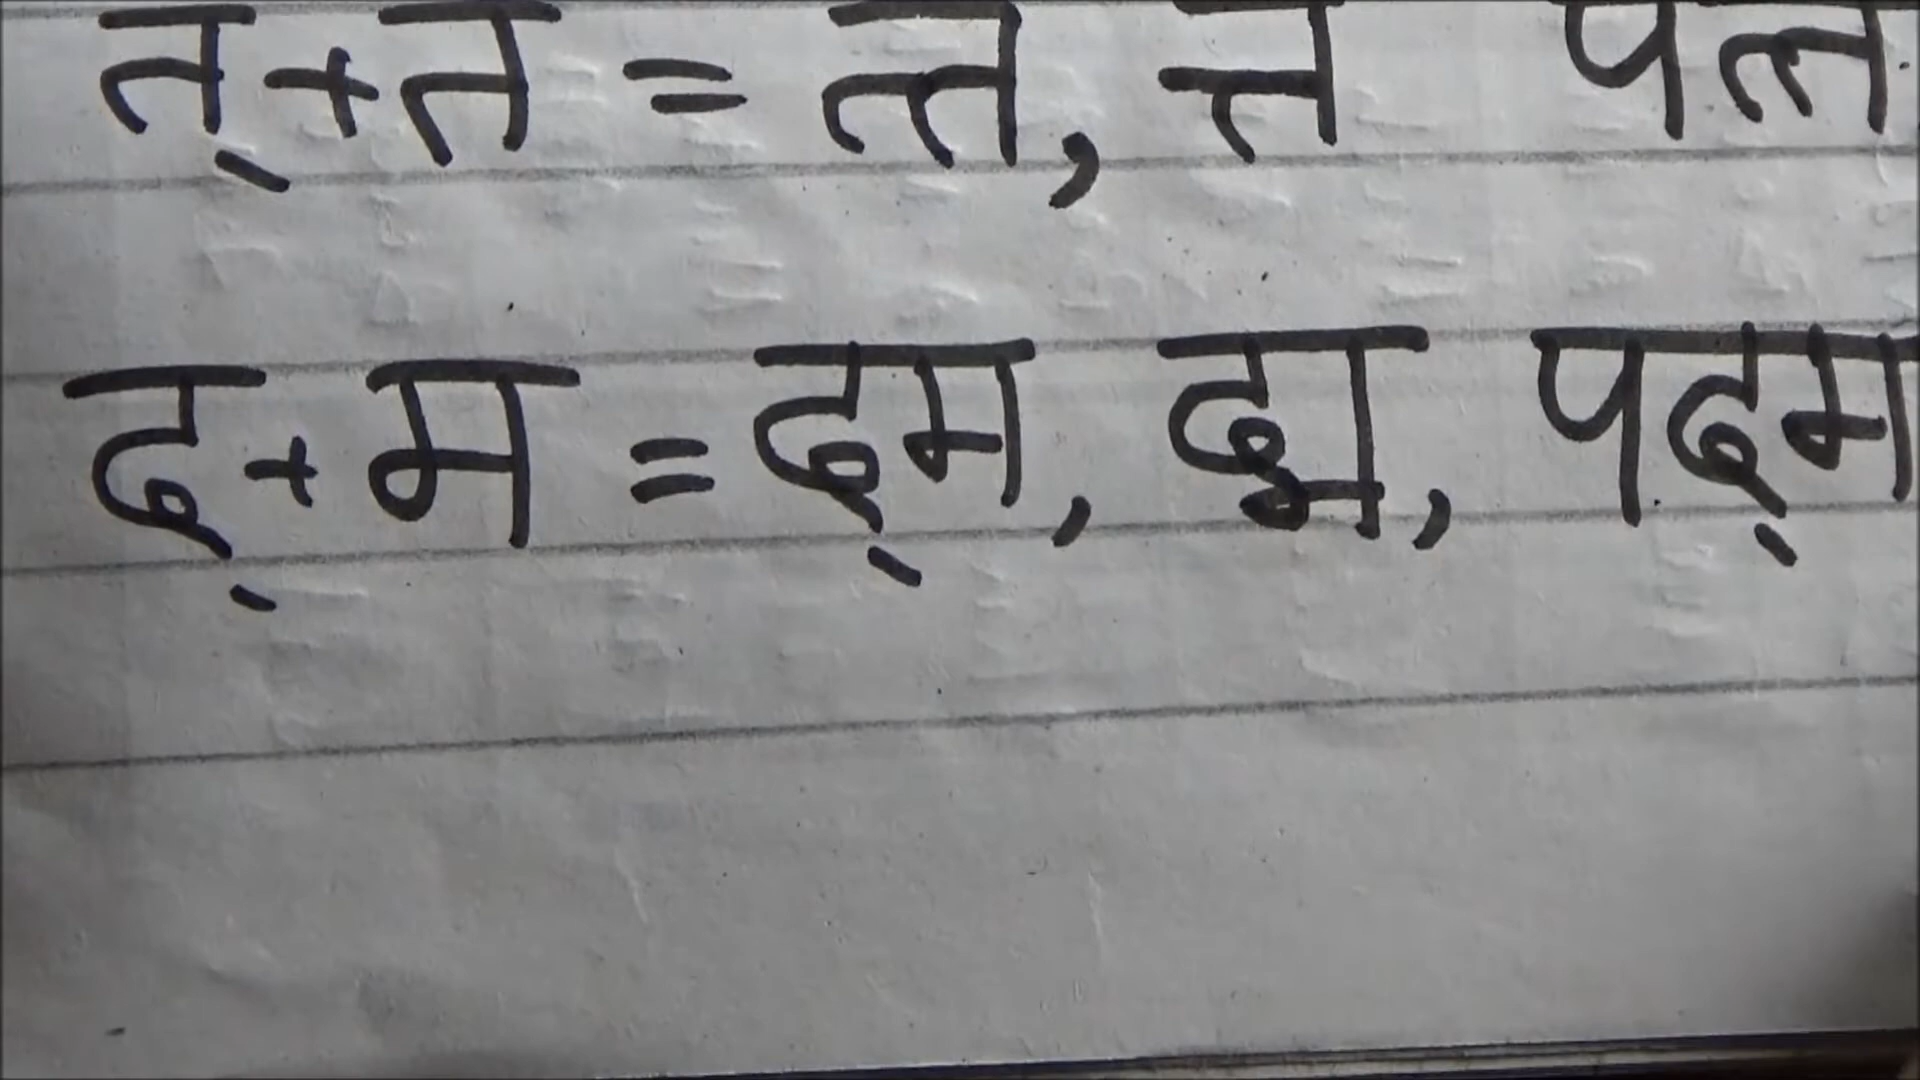 त् + त = त्‍त, त्त पत्‍त
द् + म = द्‌म, द्म, पद्‌म